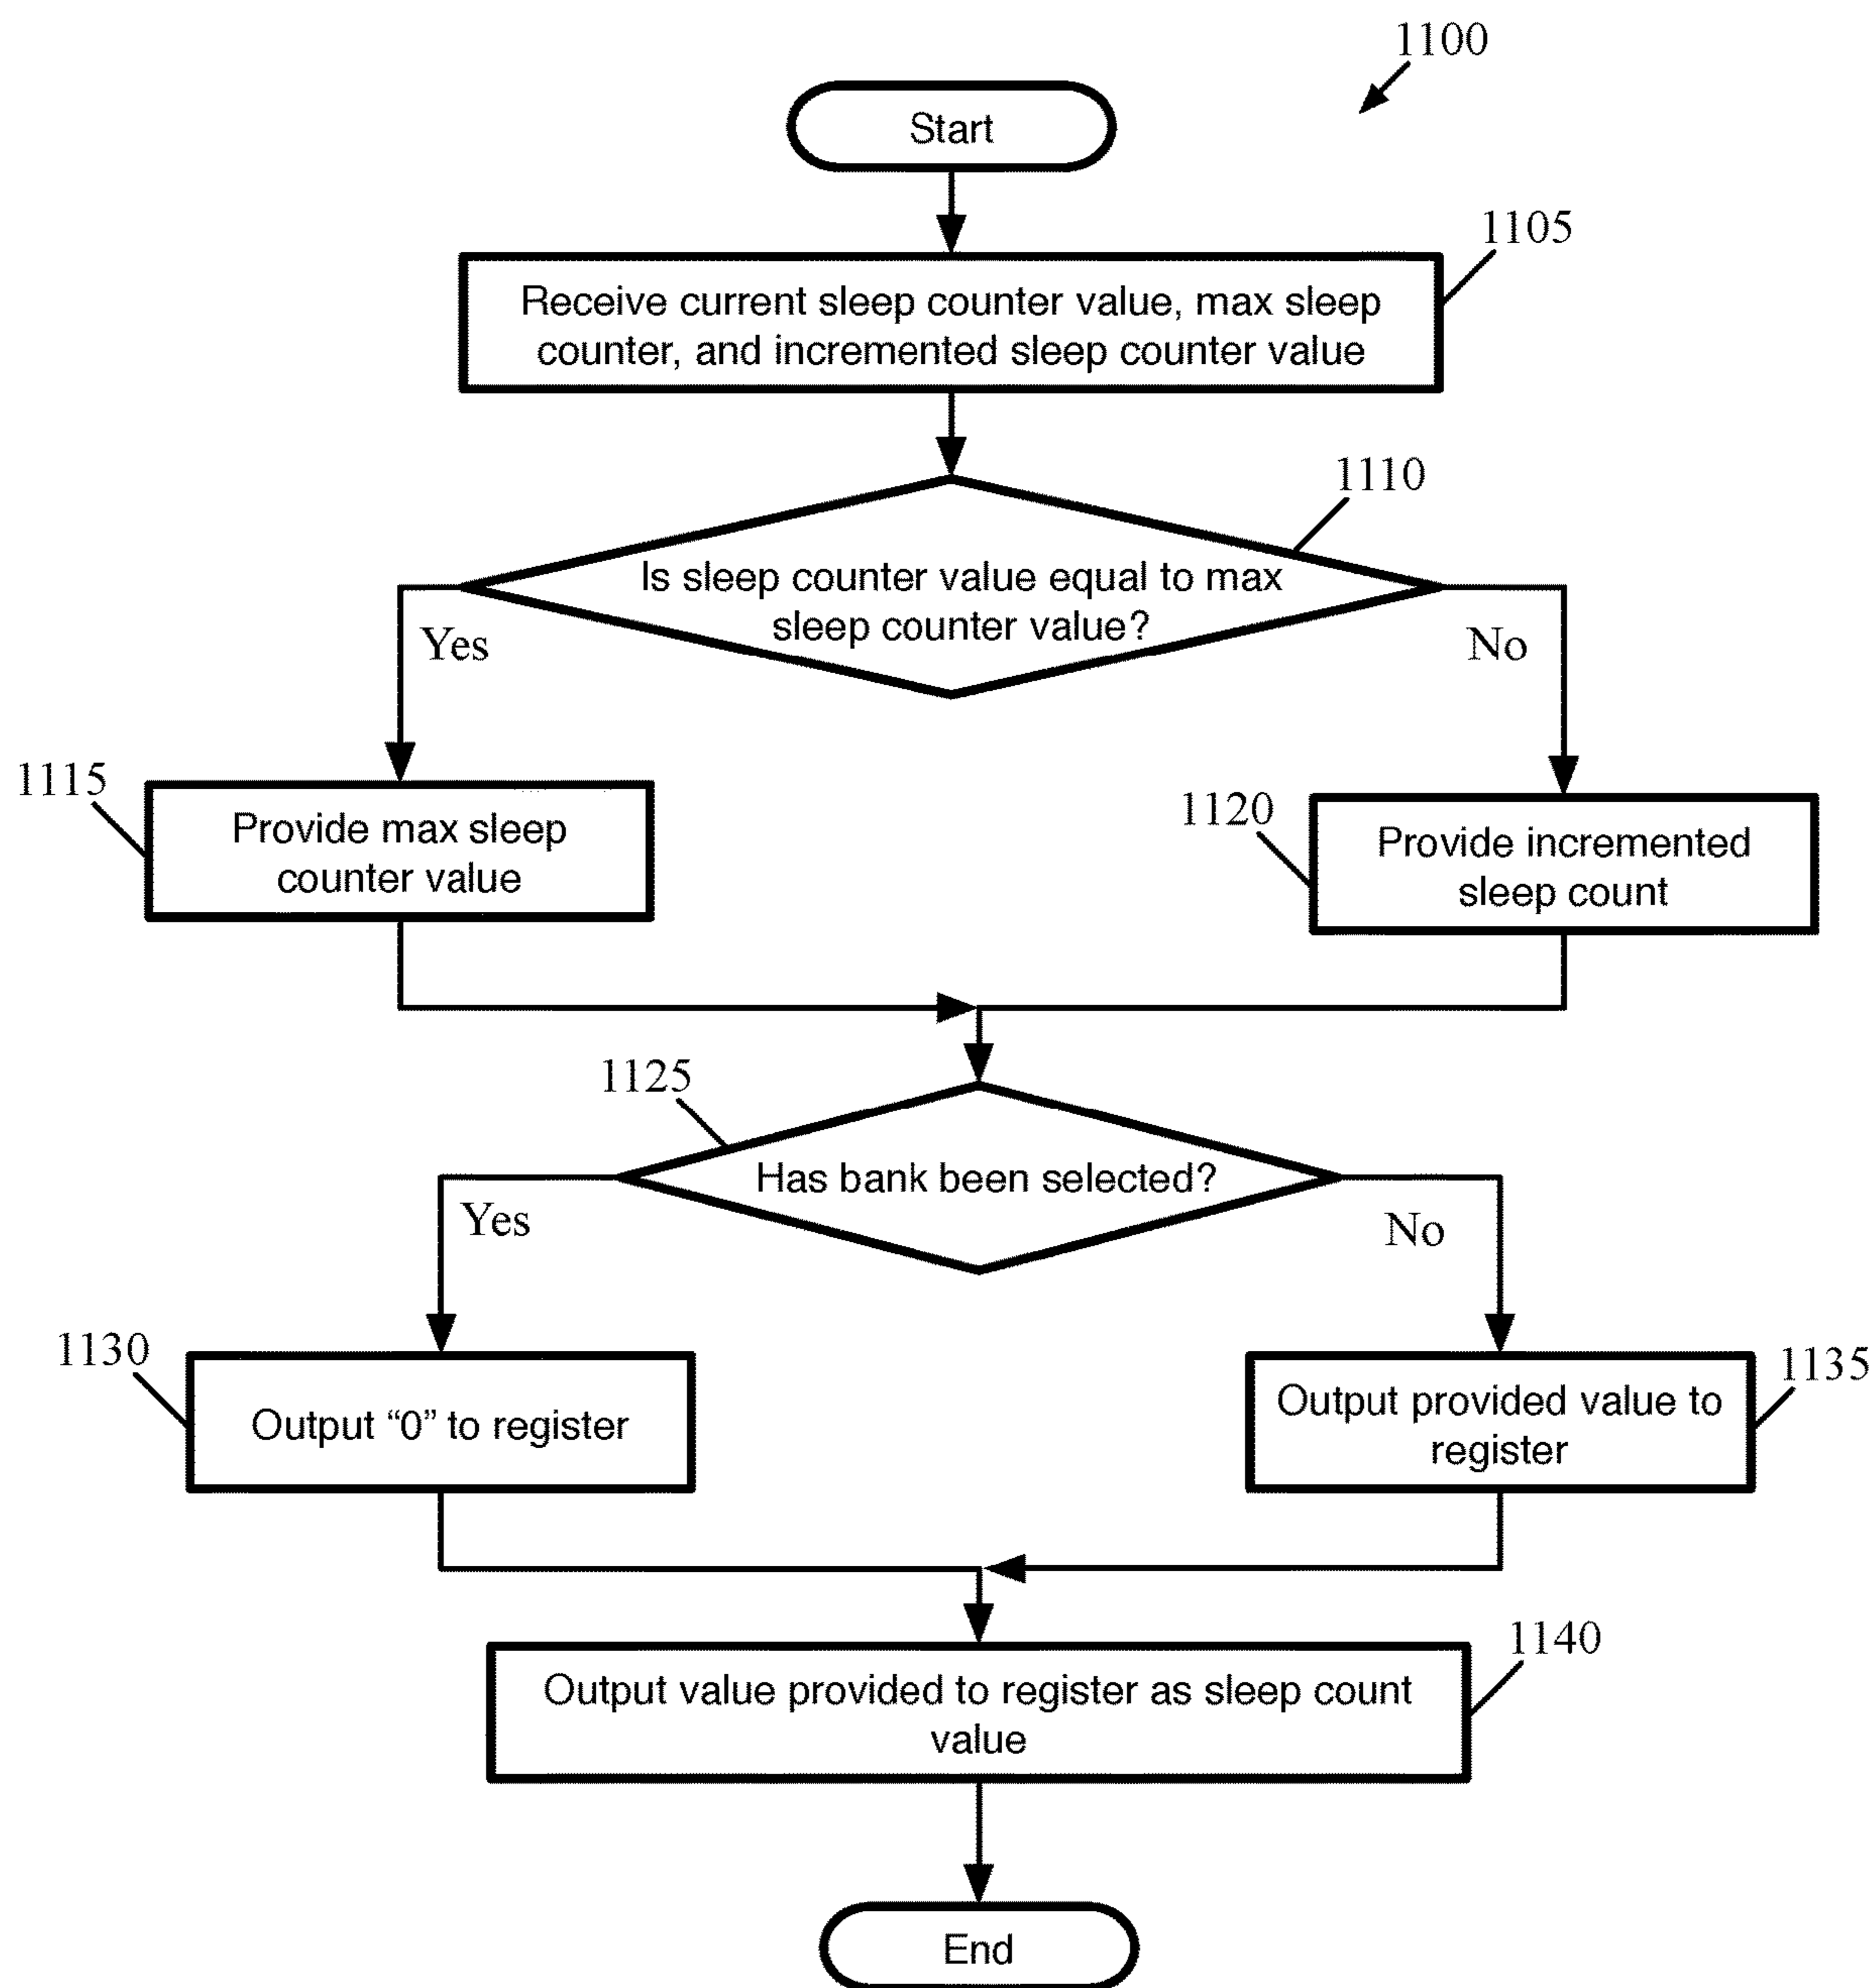 1100
Start
1105
Receive current sleep counter value, max sleep
counter, and incremented sleep counter value
1110
Is sleep counter value equal to max
sleep counter value?
Yes
No
1115
Provide max sleep
counter value
1120
Provide incremented
sleep count
1125
Has bank been selected?
Yes
No
1130
Output “0” to register
1135
Output provided value to
register
1140
Output value provided to register as sleep count
value
End